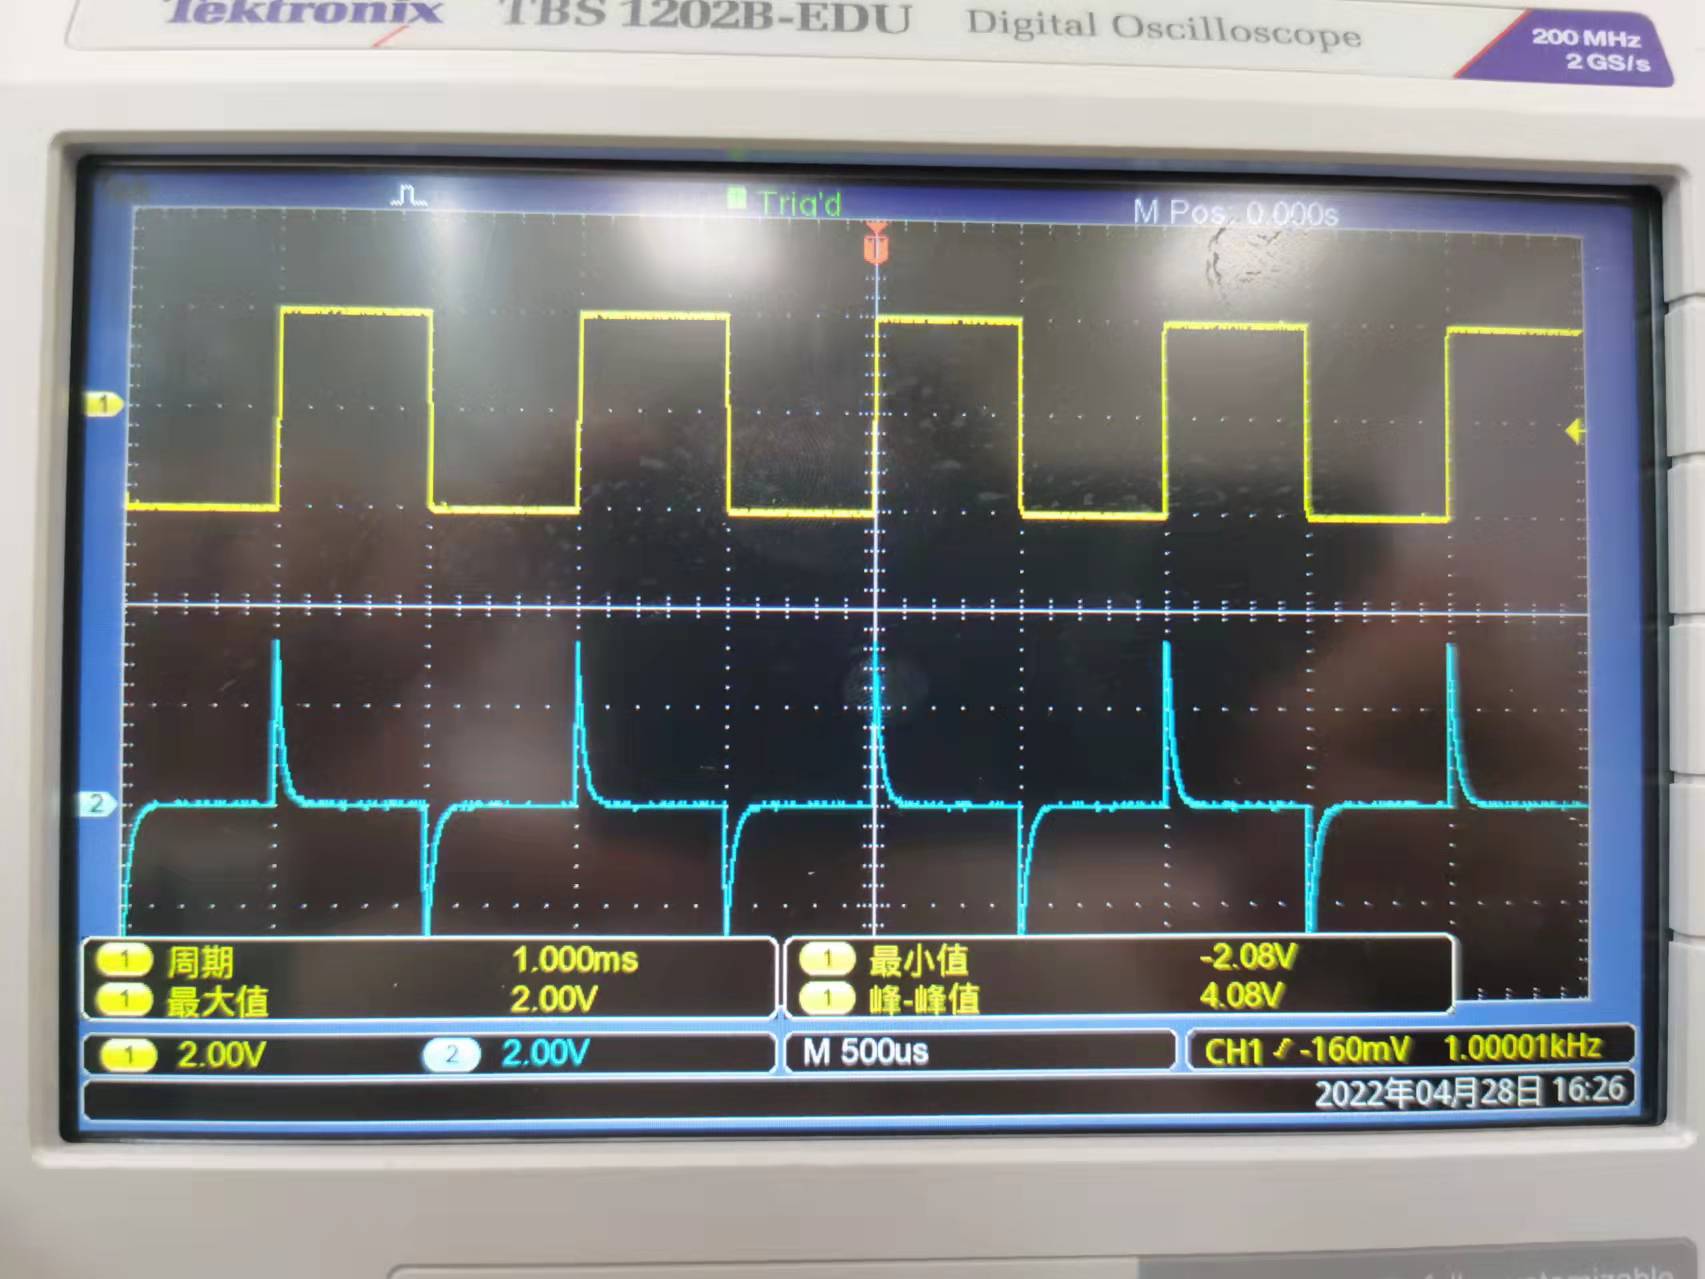 Tektronix TBS 1202B-EDU Digital Oscilloscope
200 MHz
2 GS/s
Trig'd M Pos: 0.000s
T
1
2
1 周期 1.000ms 1 最小值 -2.08V
1 最大值 2.00V 1 峰-峰值 4.08V
1 2.00V 2 2.00V M 500us CH1 -160mV 1.00001kHz
2022年04月28日 16:26